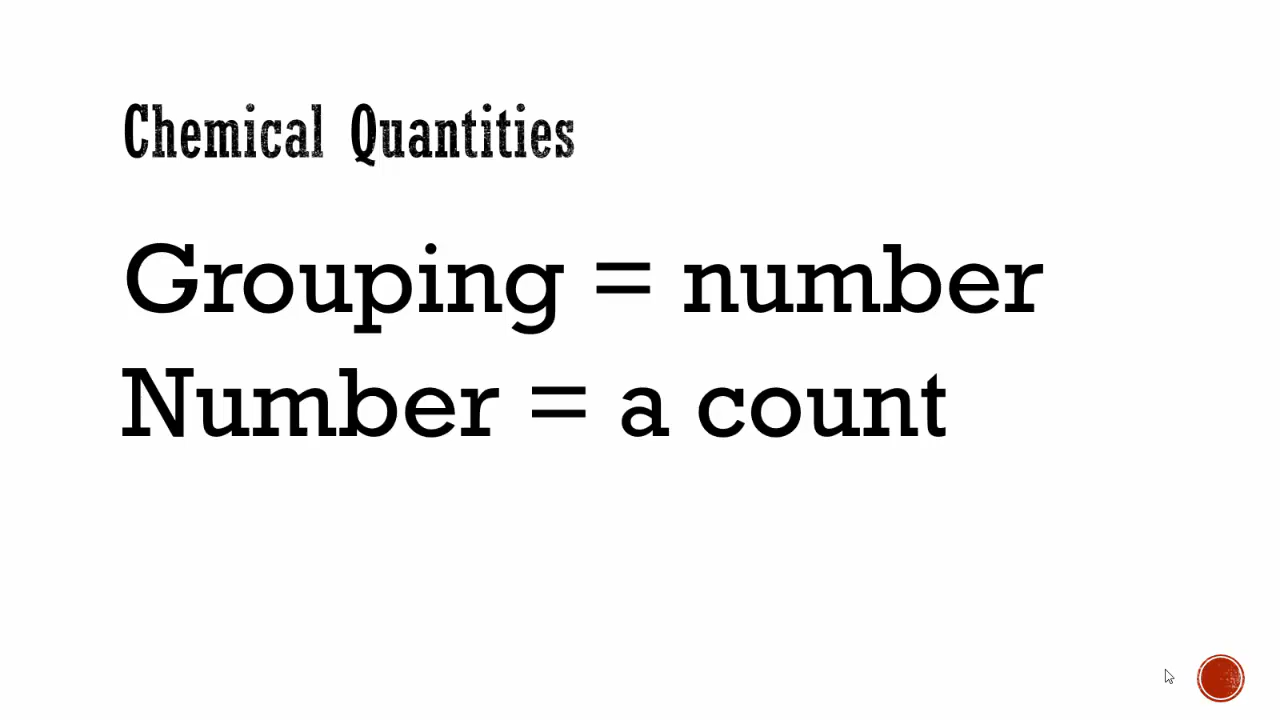 Chemical Quantities
Grouping = number
Number = a count